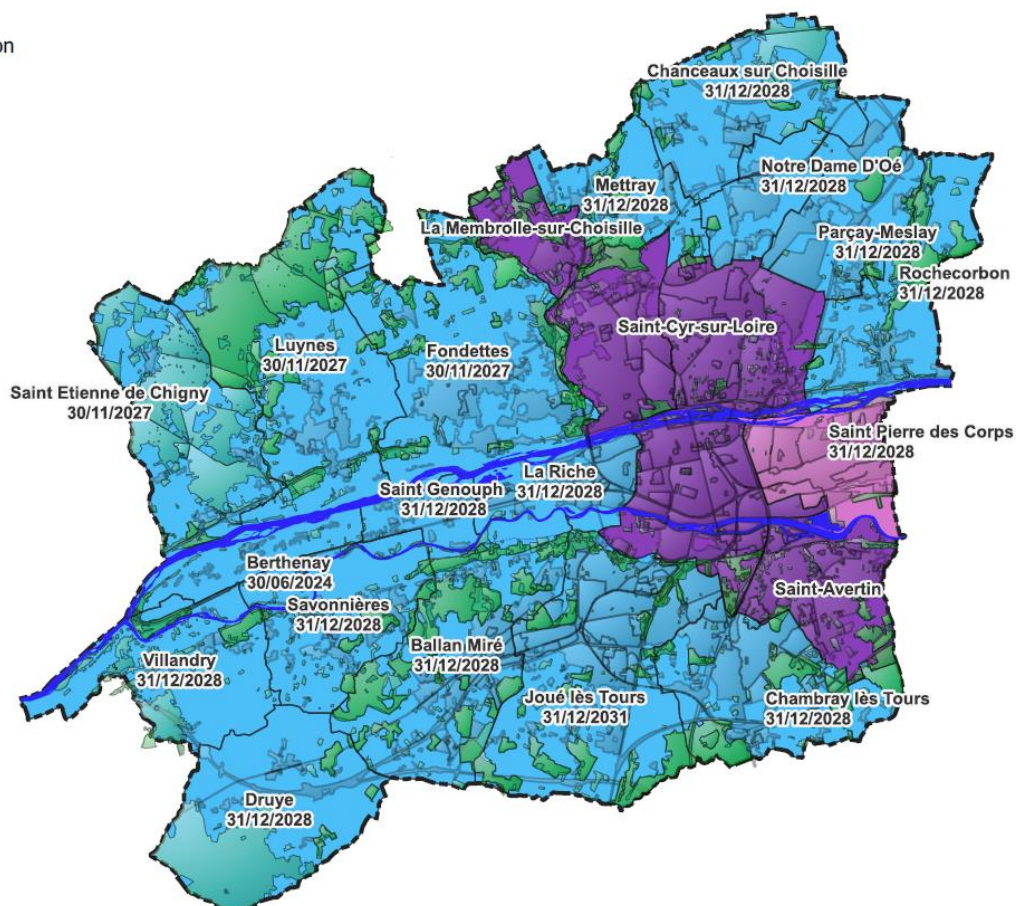 on
Chanceaux sur Choisille
31/12/2028
Notre Dame D'Oé
31/12/2028
Mettray
31/12/2028
La Membrolle-sur-Choisille
Parçay-Meslay
31/12/2028
Rochecorbon
31/12/2028
Saint-Cyr-sur-Loire
Luynes
30/11/2027
Fondettes
30/11/2027
Saint Etienne de Chigny
30/11/2027
Saint Pierre des Corps
31/12/2028
La Riche
31/12/2028
Saint Genouph
31/12/2028
Berthenay
30/06/2024
Savonnières
31/12/2028
Saint-Avertin
Ballan Miré
31/12/2028
Villandry
31/12/2028
Joué lès Tours
31/12/2031
Chambray lès Tours
31/12/2028
Druye
31/12/2028